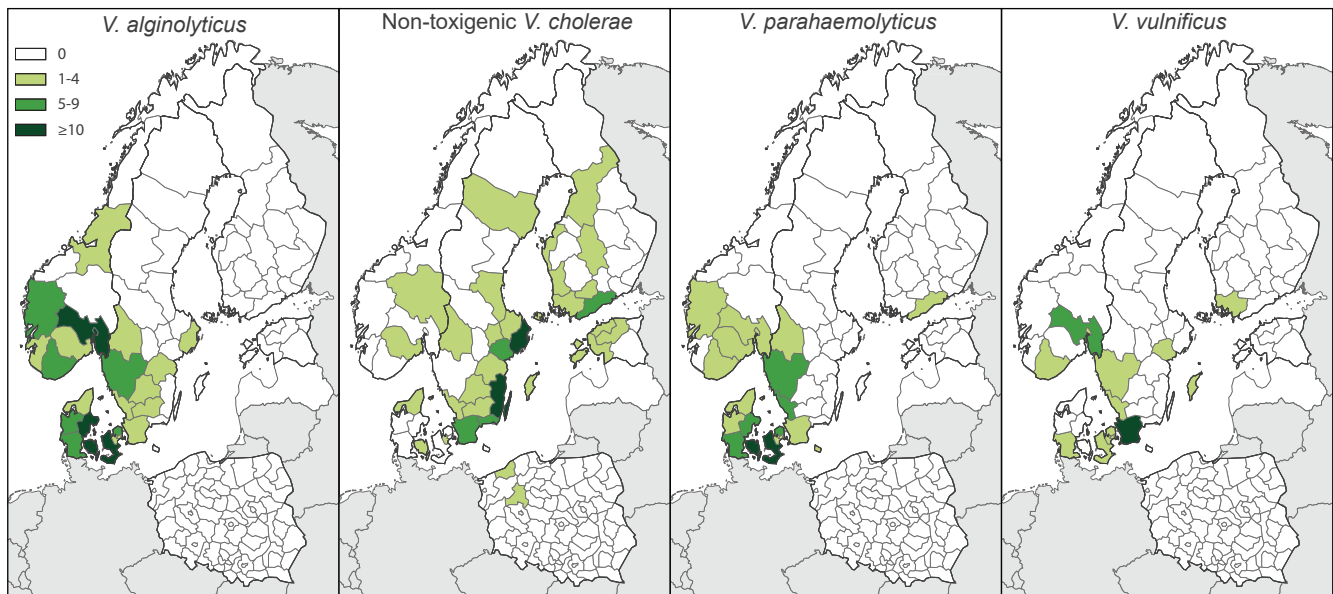 V. alginolyticus
Non-toxigenic V. cholerae
V. parahaemolyticus
V. vulnificus
0
1-4
5-9
≥10